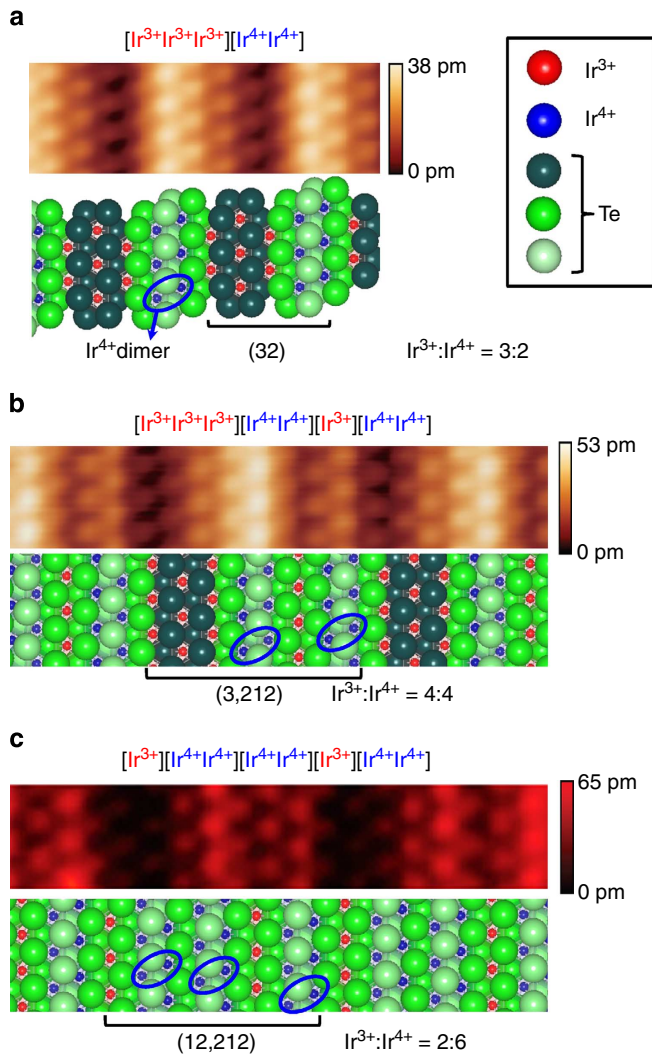 a
[Ir³⁺Ir³⁺Ir³⁺][Ir⁴⁺Ir⁴⁺]
38 pm
0 pm
Ir³⁺
Ir⁴⁺
Te
Ir⁴⁺dimer
(32)
Ir³⁺:Ir⁴⁺ = 3:2
b
[Ir³⁺Ir³⁺Ir³⁺][Ir⁴⁺Ir⁴⁺][Ir³⁺][Ir⁴⁺Ir⁴⁺]
53 pm
0 pm
(3,212)
Ir³⁺:Ir⁴⁺ = 4:4
c
[Ir³⁺][Ir⁴⁺Ir⁴⁺][Ir⁴⁺Ir⁴⁺][Ir³⁺][Ir⁴⁺Ir⁴⁺]
65 pm
0 pm
(12,212)
Ir³⁺:Ir⁴⁺ = 2:6